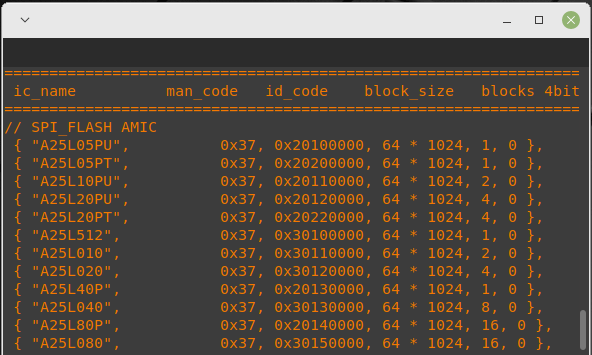 ================================================================
ic_name man_code id_code block_size blocks 4bit
================================================================
// SPI_FLASH AMIC
{ "A25L05PU", 0x37, 0x20100000, 64 * 1024, 1, 0 },
{ "A25L05PT", 0x37, 0x20200000, 64 * 1024, 1, 0 },
{ "A25L10PU", 0x37, 0x20110000, 64 * 1024, 2, 0 },
{ "A25L20PU", 0x37, 0x20120000, 64 * 1024, 4, 0 },
{ "A25L20PT", 0x37, 0x20220000, 64 * 1024, 4, 0 },
{ "A25L512", 0x37, 0x30100000, 64 * 1024, 1, 0 },
{ "A25L010", 0x37, 0x30110000, 64 * 1024, 2, 0 },
{ "A25L020", 0x37, 0x30120000, 64 * 1024, 4, 0 },
{ "A25L40P", 0x37, 0x20130000, 64 * 1024, 1, 0 },
{ "A25L040", 0x37, 0x30130000, 64 * 1024, 8, 0 },
{ "A25L80P", 0x37, 0x20140000, 64 * 1024, 16, 0 },
{ "A25L080", 0x37, 0x30150000, 64 * 1024, 16, 0 },